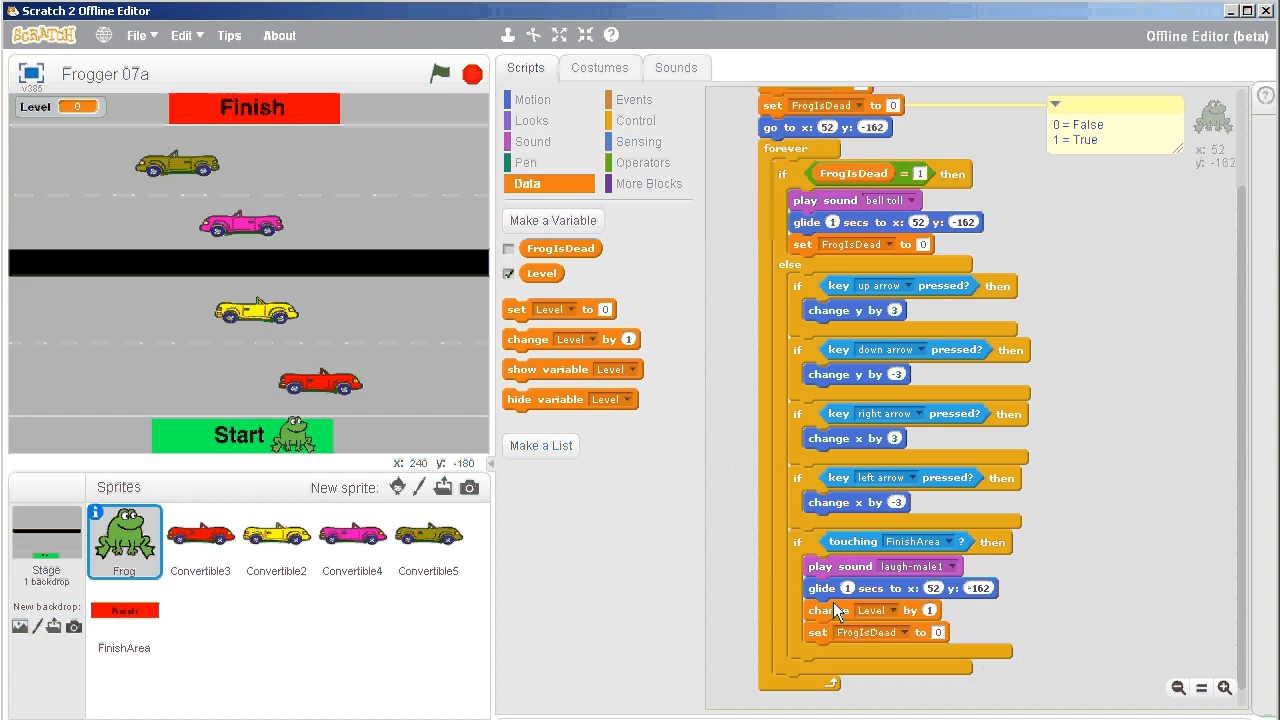 Scratch 2 Offline Editor
SCRATCH
File
Edit
Tips
About
Offline Editor (beta)
v385
Frogger 07a
Level 0
Finish
Start
x: 240 y: -180
Sprites
New sprite:
Stage
1 backdrop
New backdrop:
Frog
Convertible3
Convertible2
Convertible4
Convertible5
Finish
FinishArea
Scripts
Costumes
Sounds
Motion
Looks
Sound
Pen
Data
Events
Control
Sensing
Operators
More Blocks
Make a Variable
FrogIsDead
Level
set Level to 0
change Level by 1
show variable Level
hide variable Level
Make a List
set FrogIsDead to 0
go to x: 52 y: -162
forever
if FrogIsDead = 1 then
play sound bell toll
glide 1 secs to x: 52 y: -162
set FrogIsDead to 0
else
if key up arrow pressed? then
change y by 3
if key down arrow pressed? then
change y by -3
if key right arrow pressed? then
change x by 3
if key left arrow pressed? then
change x by -3
if touching FinishArea ? then
play sound laugh-male1
glide 1 secs to x: 52 y: -162
change Level by 1
set FrogIsDead to 0
0 = False
1 = True
x: 52
y: -162